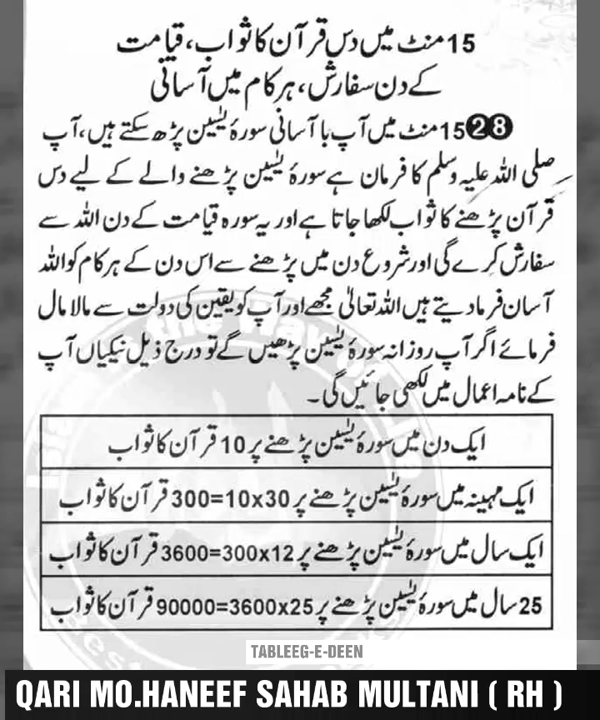 15 منٹ میں دس قرآن کا ثواب، قیامت
کے دن سفارش، ہر کام میں آسانی
28 15 منٹ میں آپ با آسانی سورۂ یٰسین پڑھ سکتے ہیں، آپ
صلی اللہ علیہ وسلم کا فرمان ہے سورۂ یٰسین پڑھنے والے کے لیے دس
قرآن پڑھنے کا ثواب لکھا جاتا ہے اور یہ سورہ قیامت کے دن اللہ سے
سفارش کرے گی اور شروع دن میں پڑھنے سے اس دن کے ہر کام کو اللہ
آسان فرما دیتے ہیں اللہ تعالیٰ مجھے اور آپ کو یقین کی دولت سے مالا مال
فرمائے اگر آپ روزانہ سورۂ یٰسین پڑھیں گے تو درج ذیل نیکیاں آپ
کے نامہ اعمال میں لکھی جائیں گی۔
ایک دن میں سورۂ یٰسین پڑھنے پر 10 قرآن کا ثواب
ایک مہینہ میں سورۂ یٰسین پڑھنے پر 300=10x30 قرآن کا ثواب
ایک سال میں سورۂ یٰسین پڑھنے پر 3600=300x12 قرآن کا ثواب
25 سال میں سورۂ یٰسین پڑھنے پر 90000=3600x25 قرآن کا ثواب
TABLEEG-E-DEEN
QARI MO.HANEEF SAHAB MULTANI ( RH )